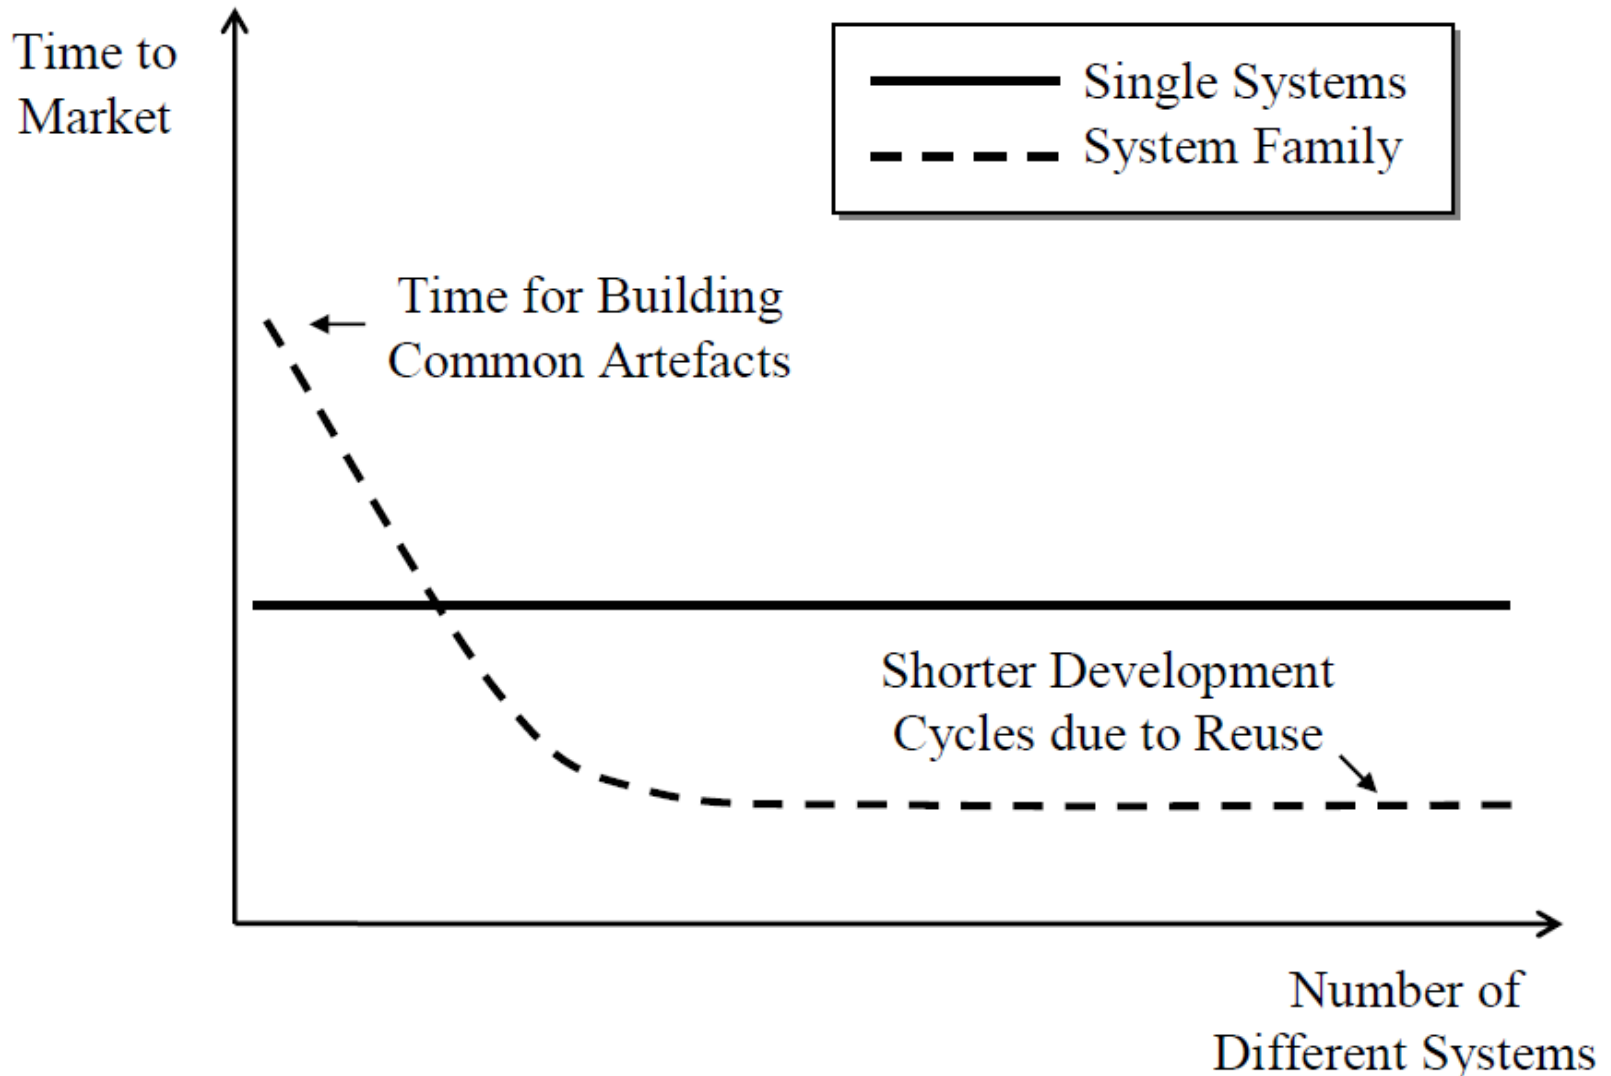 Time to
Market
Single Systems
System Family
Time for Building
Common Artefacts
Shorter Development
Cycles due to Reuse
Number of
Different Systems